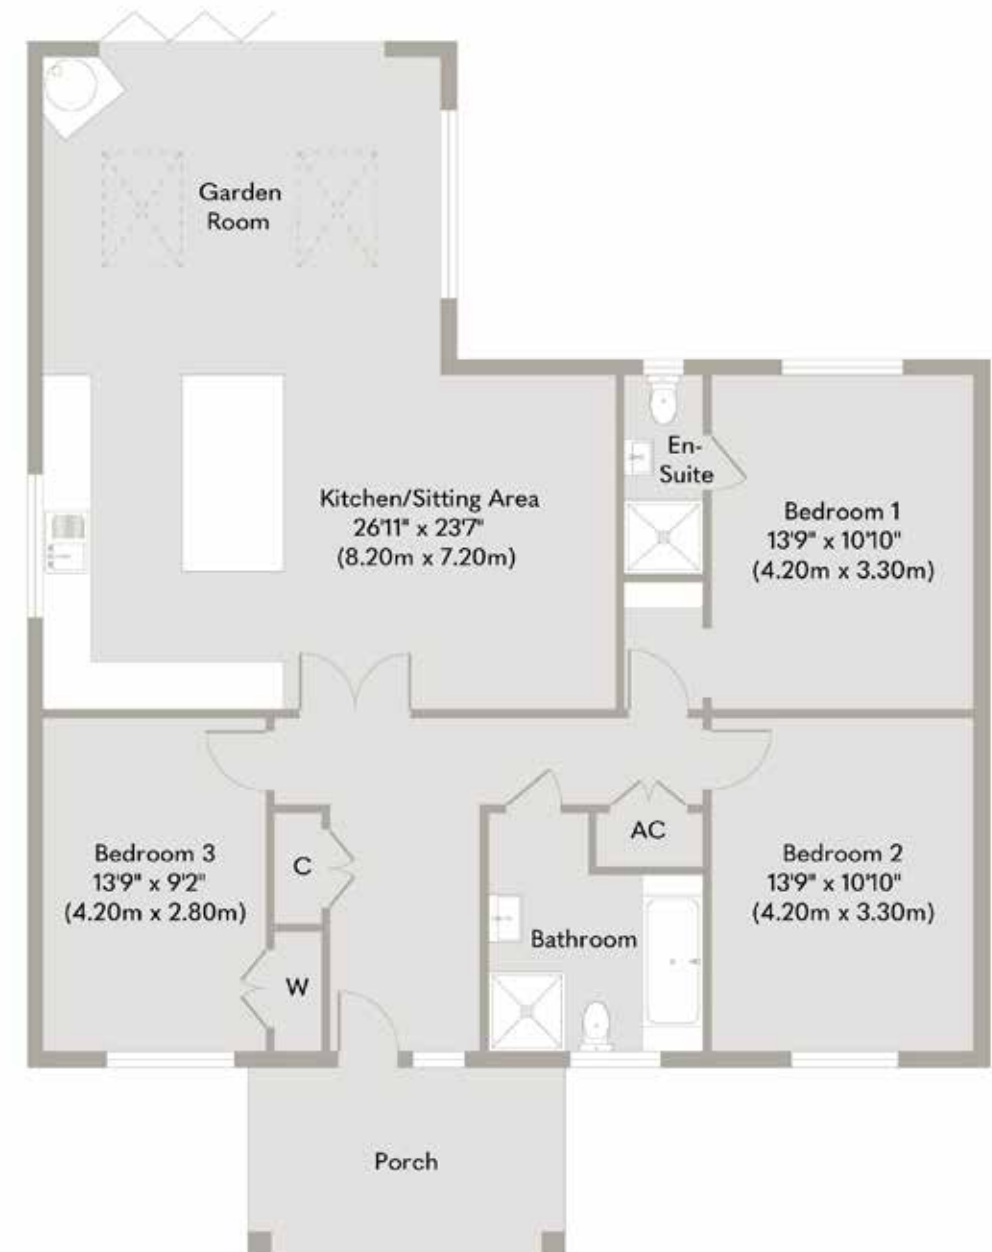 Garden
Room
Kitchen/Sitting Area
26'11" x 23'7"
(8.20m x 7.20m)
En-
Suite
Bedroom 1
13'9" x 10'10"
(4.20m x 3.30m)
Bedroom 3
13'9" x 9'2"
(4.20m x 2.80m)
C
W
AC
Bathroom
Bedroom 2
13'9" x 10'10"
(4.20m x 3.30m)
Porch